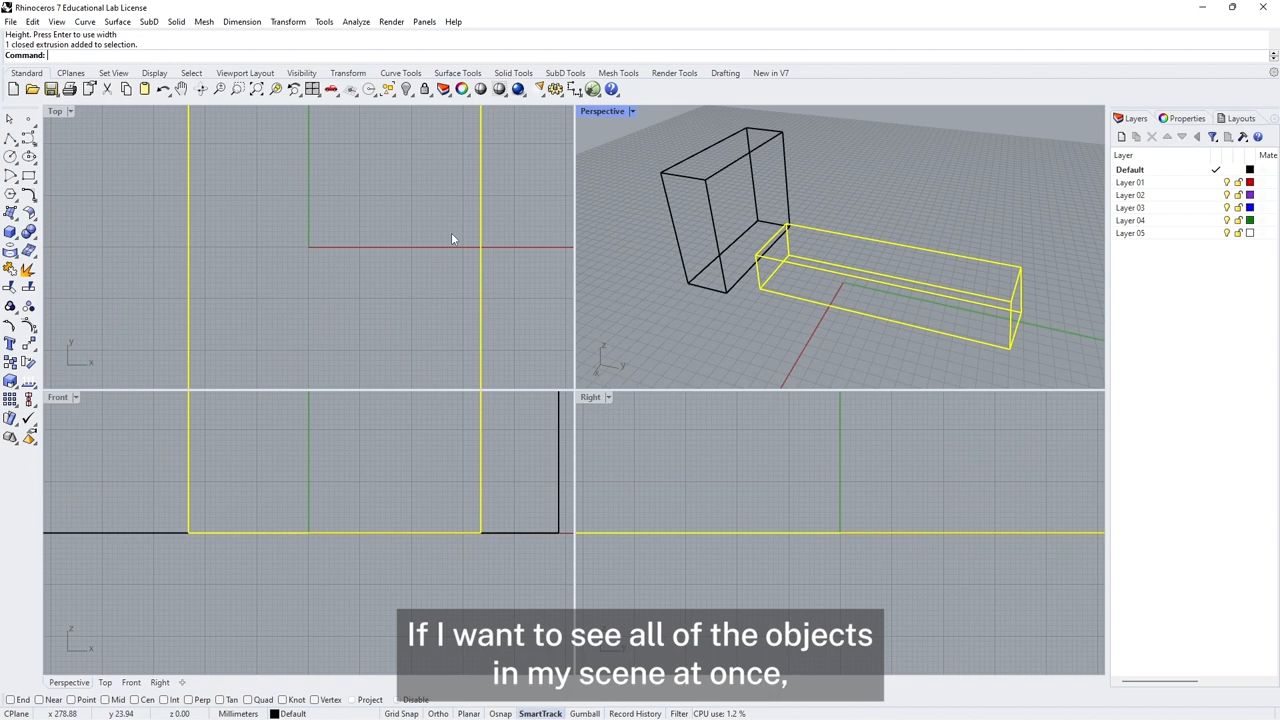 Rhinoceros 7 Educational Lab License
File Edit View Curve Surface SubD Solid Mesh Dimension Transform Tools Analyze Render Panels Help
Height. Press Enter to use width
1 closed extrusion added to selection.
Command:
Standard CPlanes Set View Display Select Viewport Layout Visibility Transform Curve Tools Surface Tools Solid Tools SubD Tools Mesh Tools Render Tools Drafting New in V7
Top
Perspective
Layers Properties Layouts
Layer Mate
Default
Layer 01
Layer 02
Layer 03
Layer 04
Layer 05
y
x
z
y
x
Front
Right
z
x
If I want to see all of the objects
in my scene at once,
Perspective Top Front Right
End Near Point Mid Cen Int Perp Tan Quad Knot Vertex Project Disable
CPlane x 278.88 y 23.94 z 0.00 Millimeters Default Grid Snap Ortho Planar Osnap SmartTrack Gumball Record History Filter CPU use: 1.2 %